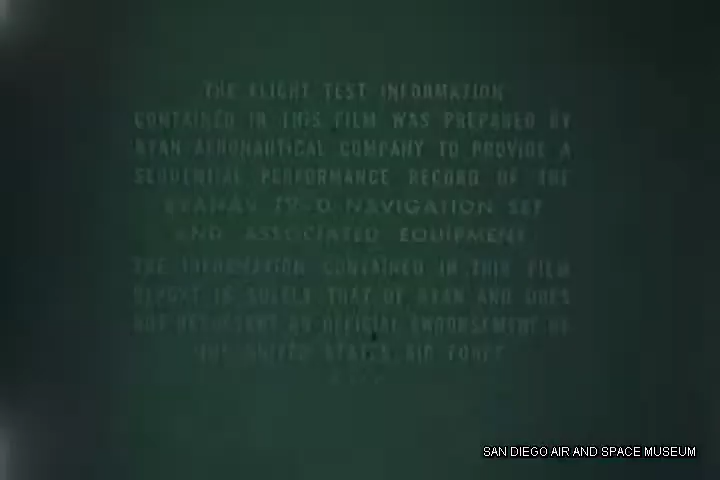 THE FLIGHT TEST INFORMATION
CONTAINED IN THIS FILM WAS PREPARED BY
RYAN AERONAUTICAL COMPANY TO PROVIDE A
SEQUENTIAL PERFORMANCE RECORD OF THE
NAVIGATION SET
AND ASSOCIATED EQUIPMENT
THE INFORMATION CONTAINED IN THIS FILM
REPORT IS SOLELY THAT OF RYAN AND DOES
NOT OFFICIAL ENDORSEMENT BY
THE UNITED STATES AIR FORCE
SAN DIEGO AIR AND SPACE MUSEUM